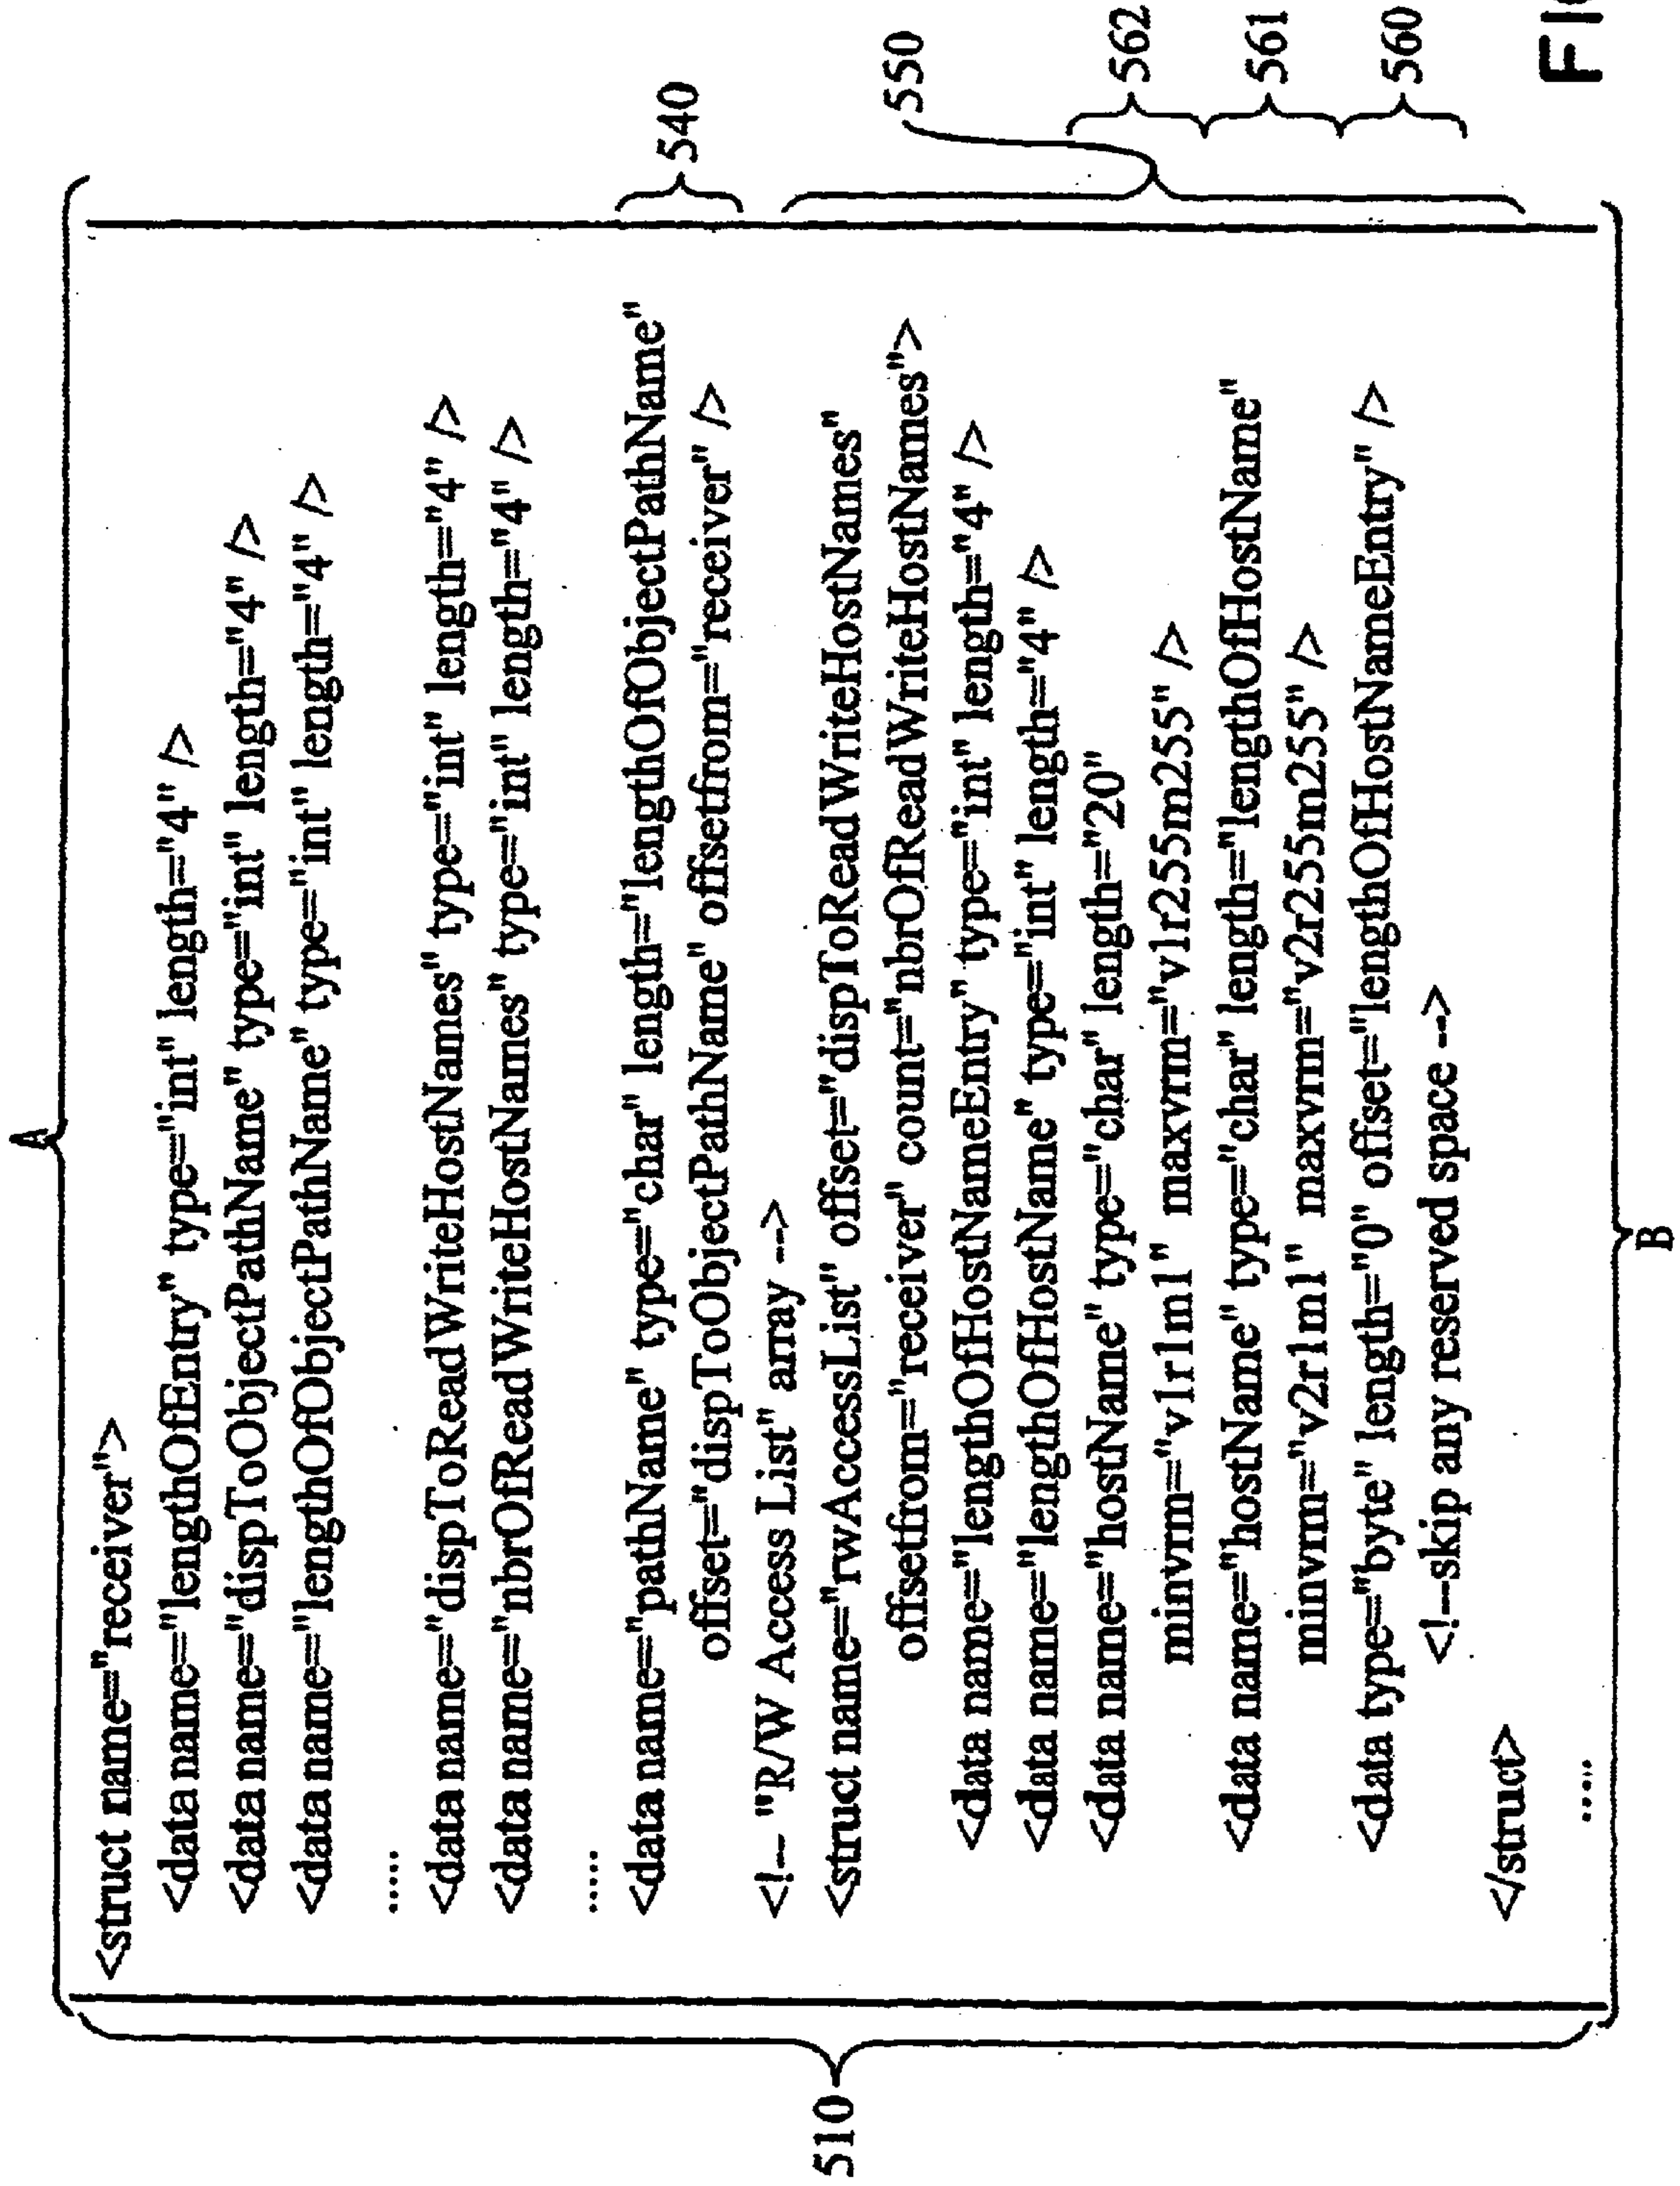 A
<struct name="receiver">
<data name="lengthOfEntry" type="int" length="4" />
<data name="dispToObjectPathName" type="int" length="4" />
<data name="lengthOfObjectPathName" type="int" length="4" />
.....
<data name="dispToReadWriteHostNames" type="int" length="4" />
<data name="nbrOfReadWriteHostNames" type="int" length="4" />
.....
<data name="pathName" type="char" length="lengthOfObjectPathName"
offset="dispToObjectPathName" offsetfrom="receiver" />
540
<!-- "R/W Access List" array -->
<struct name="rwAccessList" offset="dispToReadWriteHostNames"
offsetfrom="receiver" count="nbrOfReadWriteHostNames">
550
<data name="lengthOfHostNameEntry" type="int" length="4" />
<data name="lengthOfHostName" type="int" length="4" />
<data name="hostName" type="char" length="20"
minvrm="v1r1m1" maxvrm="v1r255m255" />
562
<data name="hostName" type="char" length="lengthOfHostName"
minvrm="v2r1m1" maxvrm="v2r255m255" />
561
<data type="byte" length="0" offset="lengthOfHostNameEntry" />
<!--skip any reserved space -->
560
</struct>
....
510
B